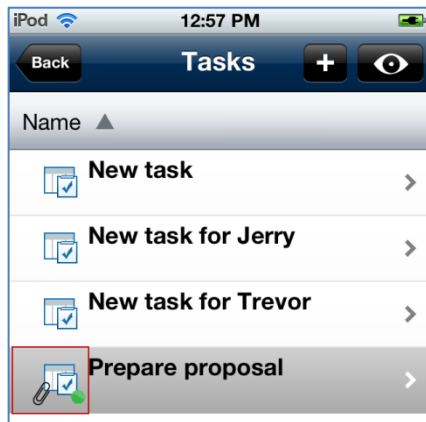 iPod 12:57 PM
Back Tasks +
Name ▲
New task
New task for Jerry
New task for Trevor
Prepare proposal